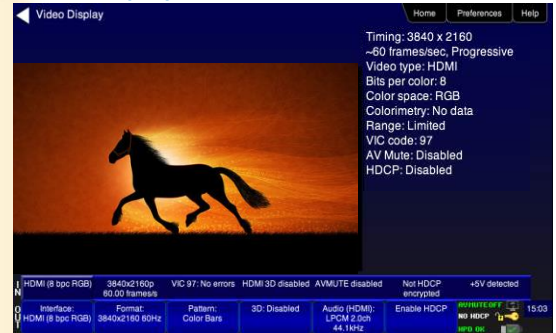 Video Display
Home Preferences Help
Timing: 3840 x 2160
~60 frames/sec, Progressive
Video type: HDMI
Bits per color: 8
Color space: RGB
Colorimetry: No data
Range: Limited
VIC code: 97
AV Mute: Disabled
HDCP: Disabled
IN
HDMI (8 bpc RGB) 3840x2160p VIC 97: No errors HDMI 3D disabled AVMUTE disabled Not HDCP +5V detected
60.00 frames/s encrypted
OUT
Interface: Format: Pattern: 3D: Disabled Audio (HDMI): Enable HDCP AVMUTEOFF 15:03
HDMI (8 bpc RGB) 3840x2160 60Hz Color Bars LPCM 2.0ch NO HDCP
44.1kHz HPD OK